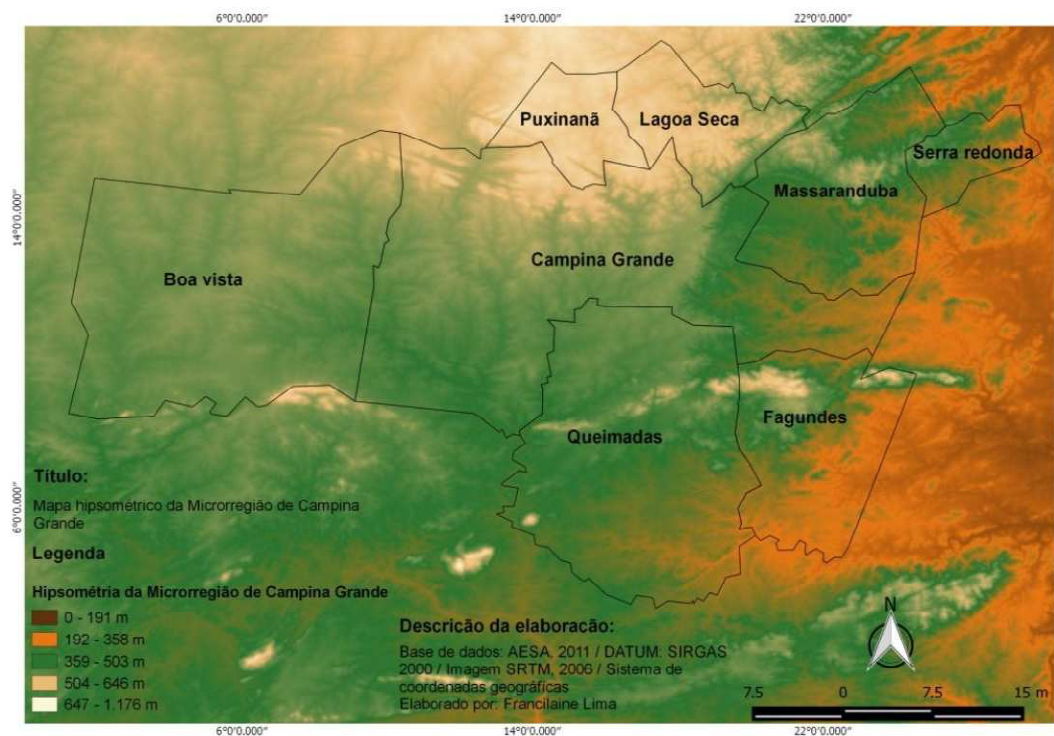 6°0'0.000" 14°0'0.000" 22°0'0.000"
14°0'0.000"
6°0'0.000"
Puxinanã
Lagoa Seca
Serra redonda
Massaranduba
Boa vista
Campina Grande
Queimadas
Fagundes
Título:
Mapa hipsométrico da Microrregião de Campina
Grande
Legenda
Hipsométria da Microrregião de Campina Grande
0 - 191 m
192 - 358 m
359 - 503 m
504 - 646 m
647 - 1.176 m
Descricão da elaboracão:
Base de dados: AESA, 2011 / DATUM: SIRGAS
2000 / Imagem SRTM, 2006 / Sistema de
coordenadas geográficas
Elaborado por: Francilaine Lima
N
7.5 0 7.5 15 m
6°0'0.000" 14°0'0.000" 22°0'0.000"